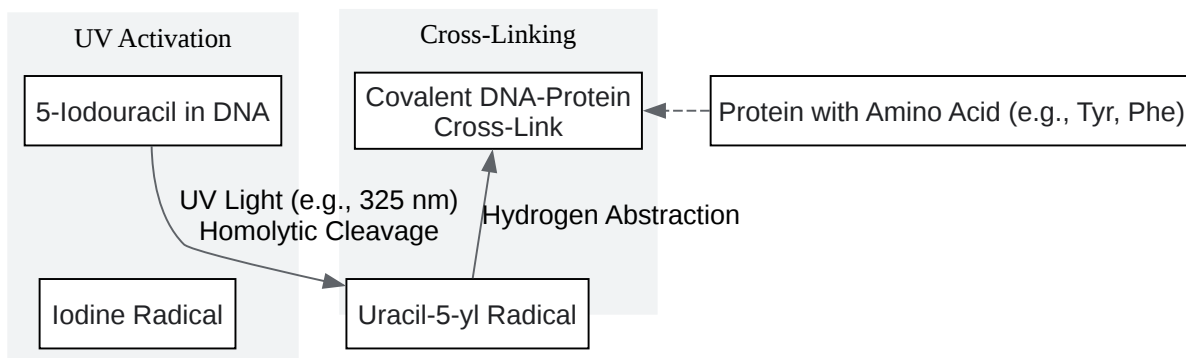 UV Activation
Cross-Linking
5-Iodouracil in DNA
Covalent DNA-Protein
Cross-Link
Protein with Amino Acid (e.g., Tyr, Phe)
UV Light (e.g., 325 nm)
Homolytic Cleavage
Hydrogen Abstraction
Iodine Radical
Uracil-5-yl Radical